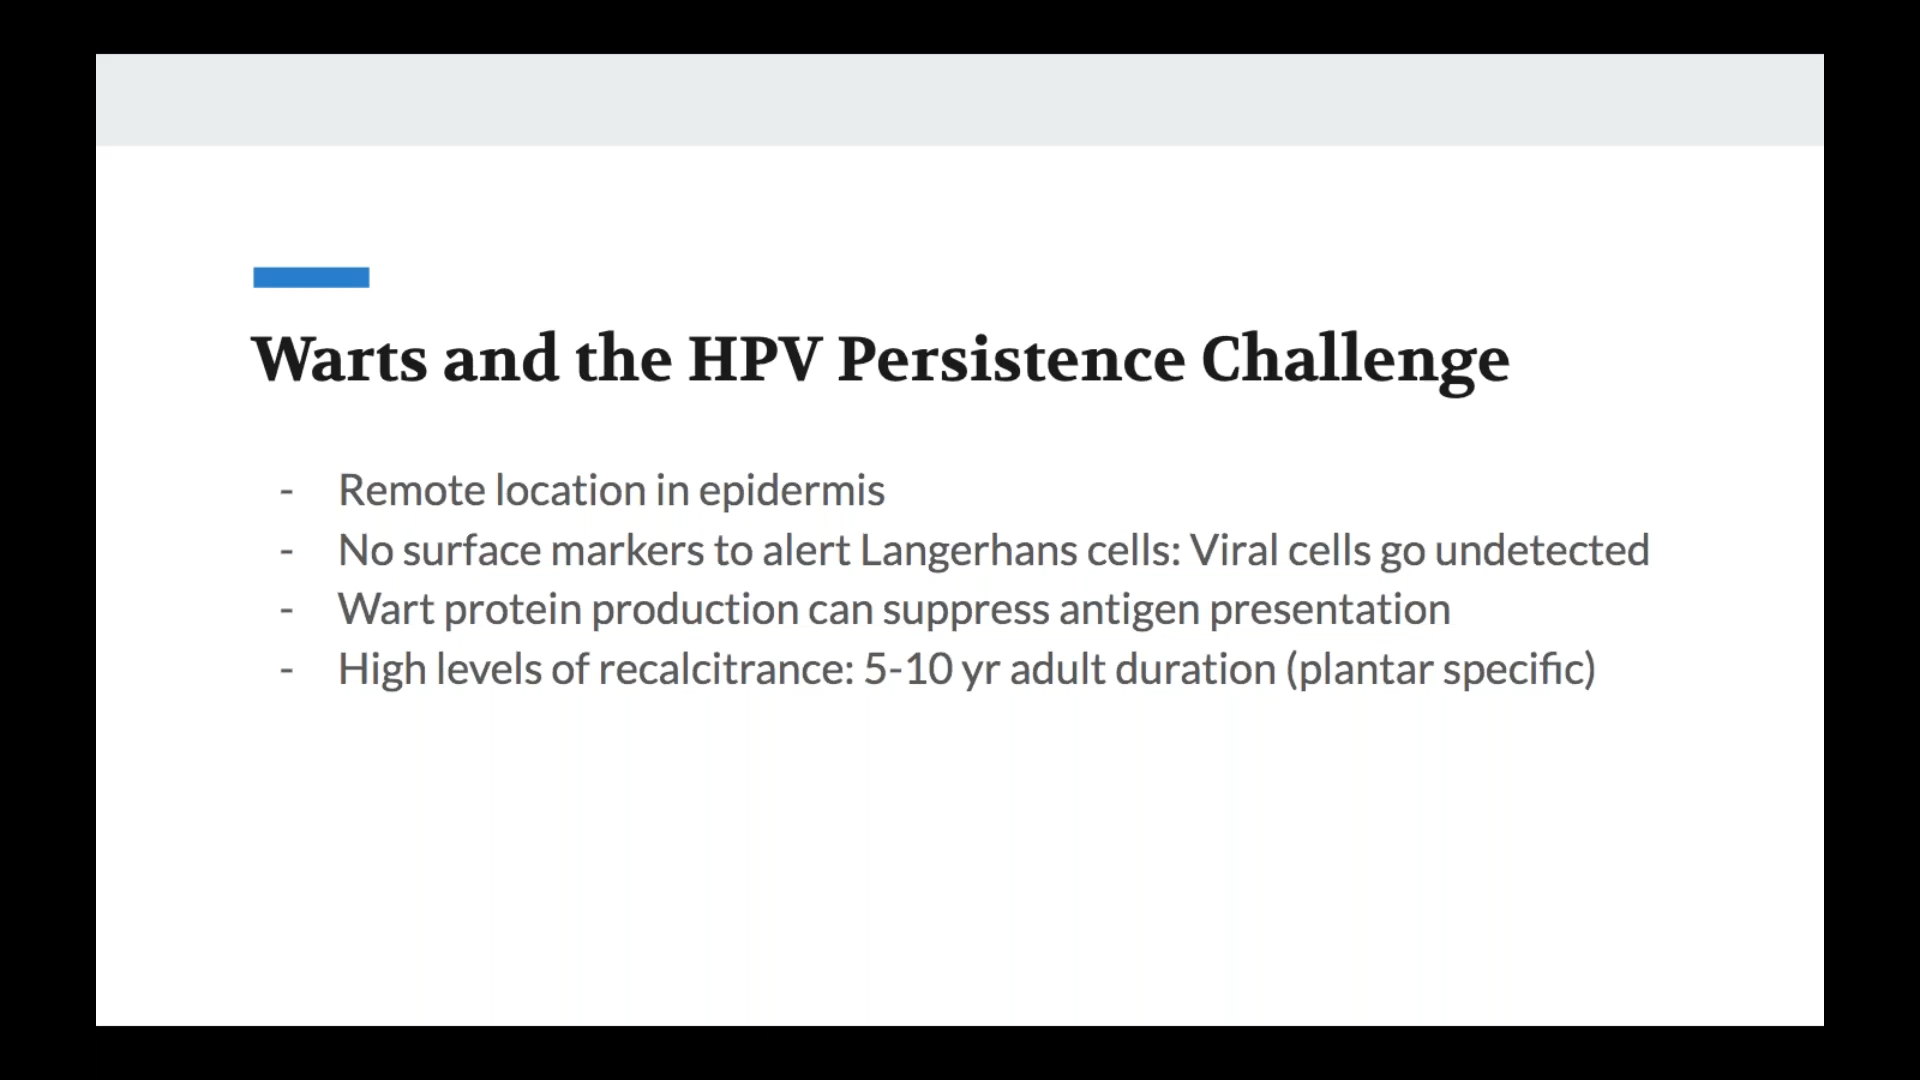 Warts and the HPV Persistence Challenge
- Remote location in epidermis
- No surface markers to alert Langerhans cells: Viral cells go undetected
- Wart protein production can suppress antigen presentation
- High levels of recalcitrance: 5-10 yr adult duration (plantar specific)